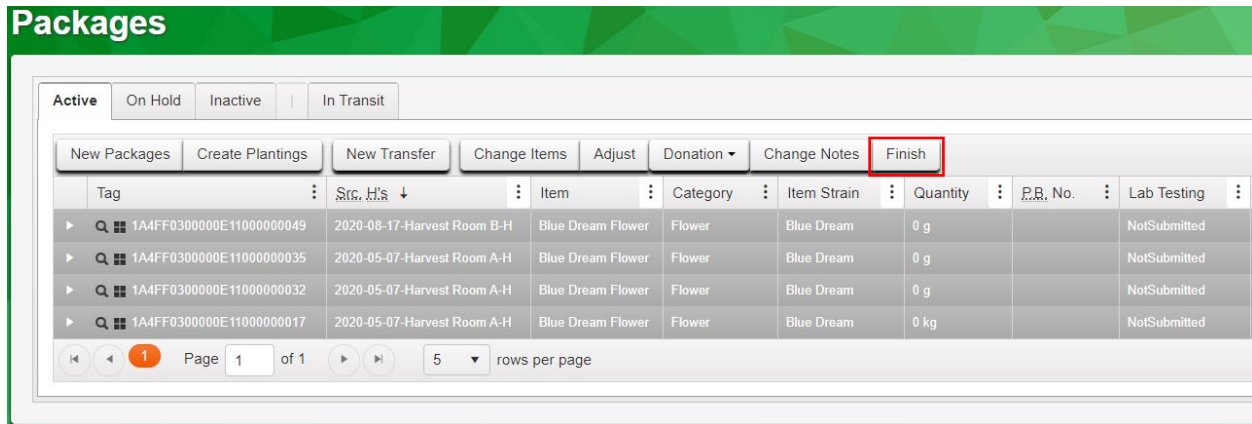 Packages
Active On Hold Inactive | In Transit
New Packages Create Plantings New Transfer Change Items Adjust Donation Change Notes Finish
Tag Src. H's ↓ Item Category Item Strain Quantity P.B. No. Lab Testing
1A4FF0300000E11000000049 2020-08-17-Harvest Room B-H Blue Dream Flower Flower Blue Dream 0 g NotSubmitted
1A4FF0300000E11000000035 2020-05-07-Harvest Room A-H Blue Dream Flower Flower Blue Dream 0 g NotSubmitted
1A4FF0300000E11000000032 2020-05-07-Harvest Room A-H Blue Dream Flower Flower Blue Dream 0 g NotSubmitted
1A4FF0300000E11000000017 2020-05-07-Harvest Room A-H Blue Dream Flower Flower Blue Dream 0 kg NotSubmitted
1 Page 1 of 1 5 rows per page